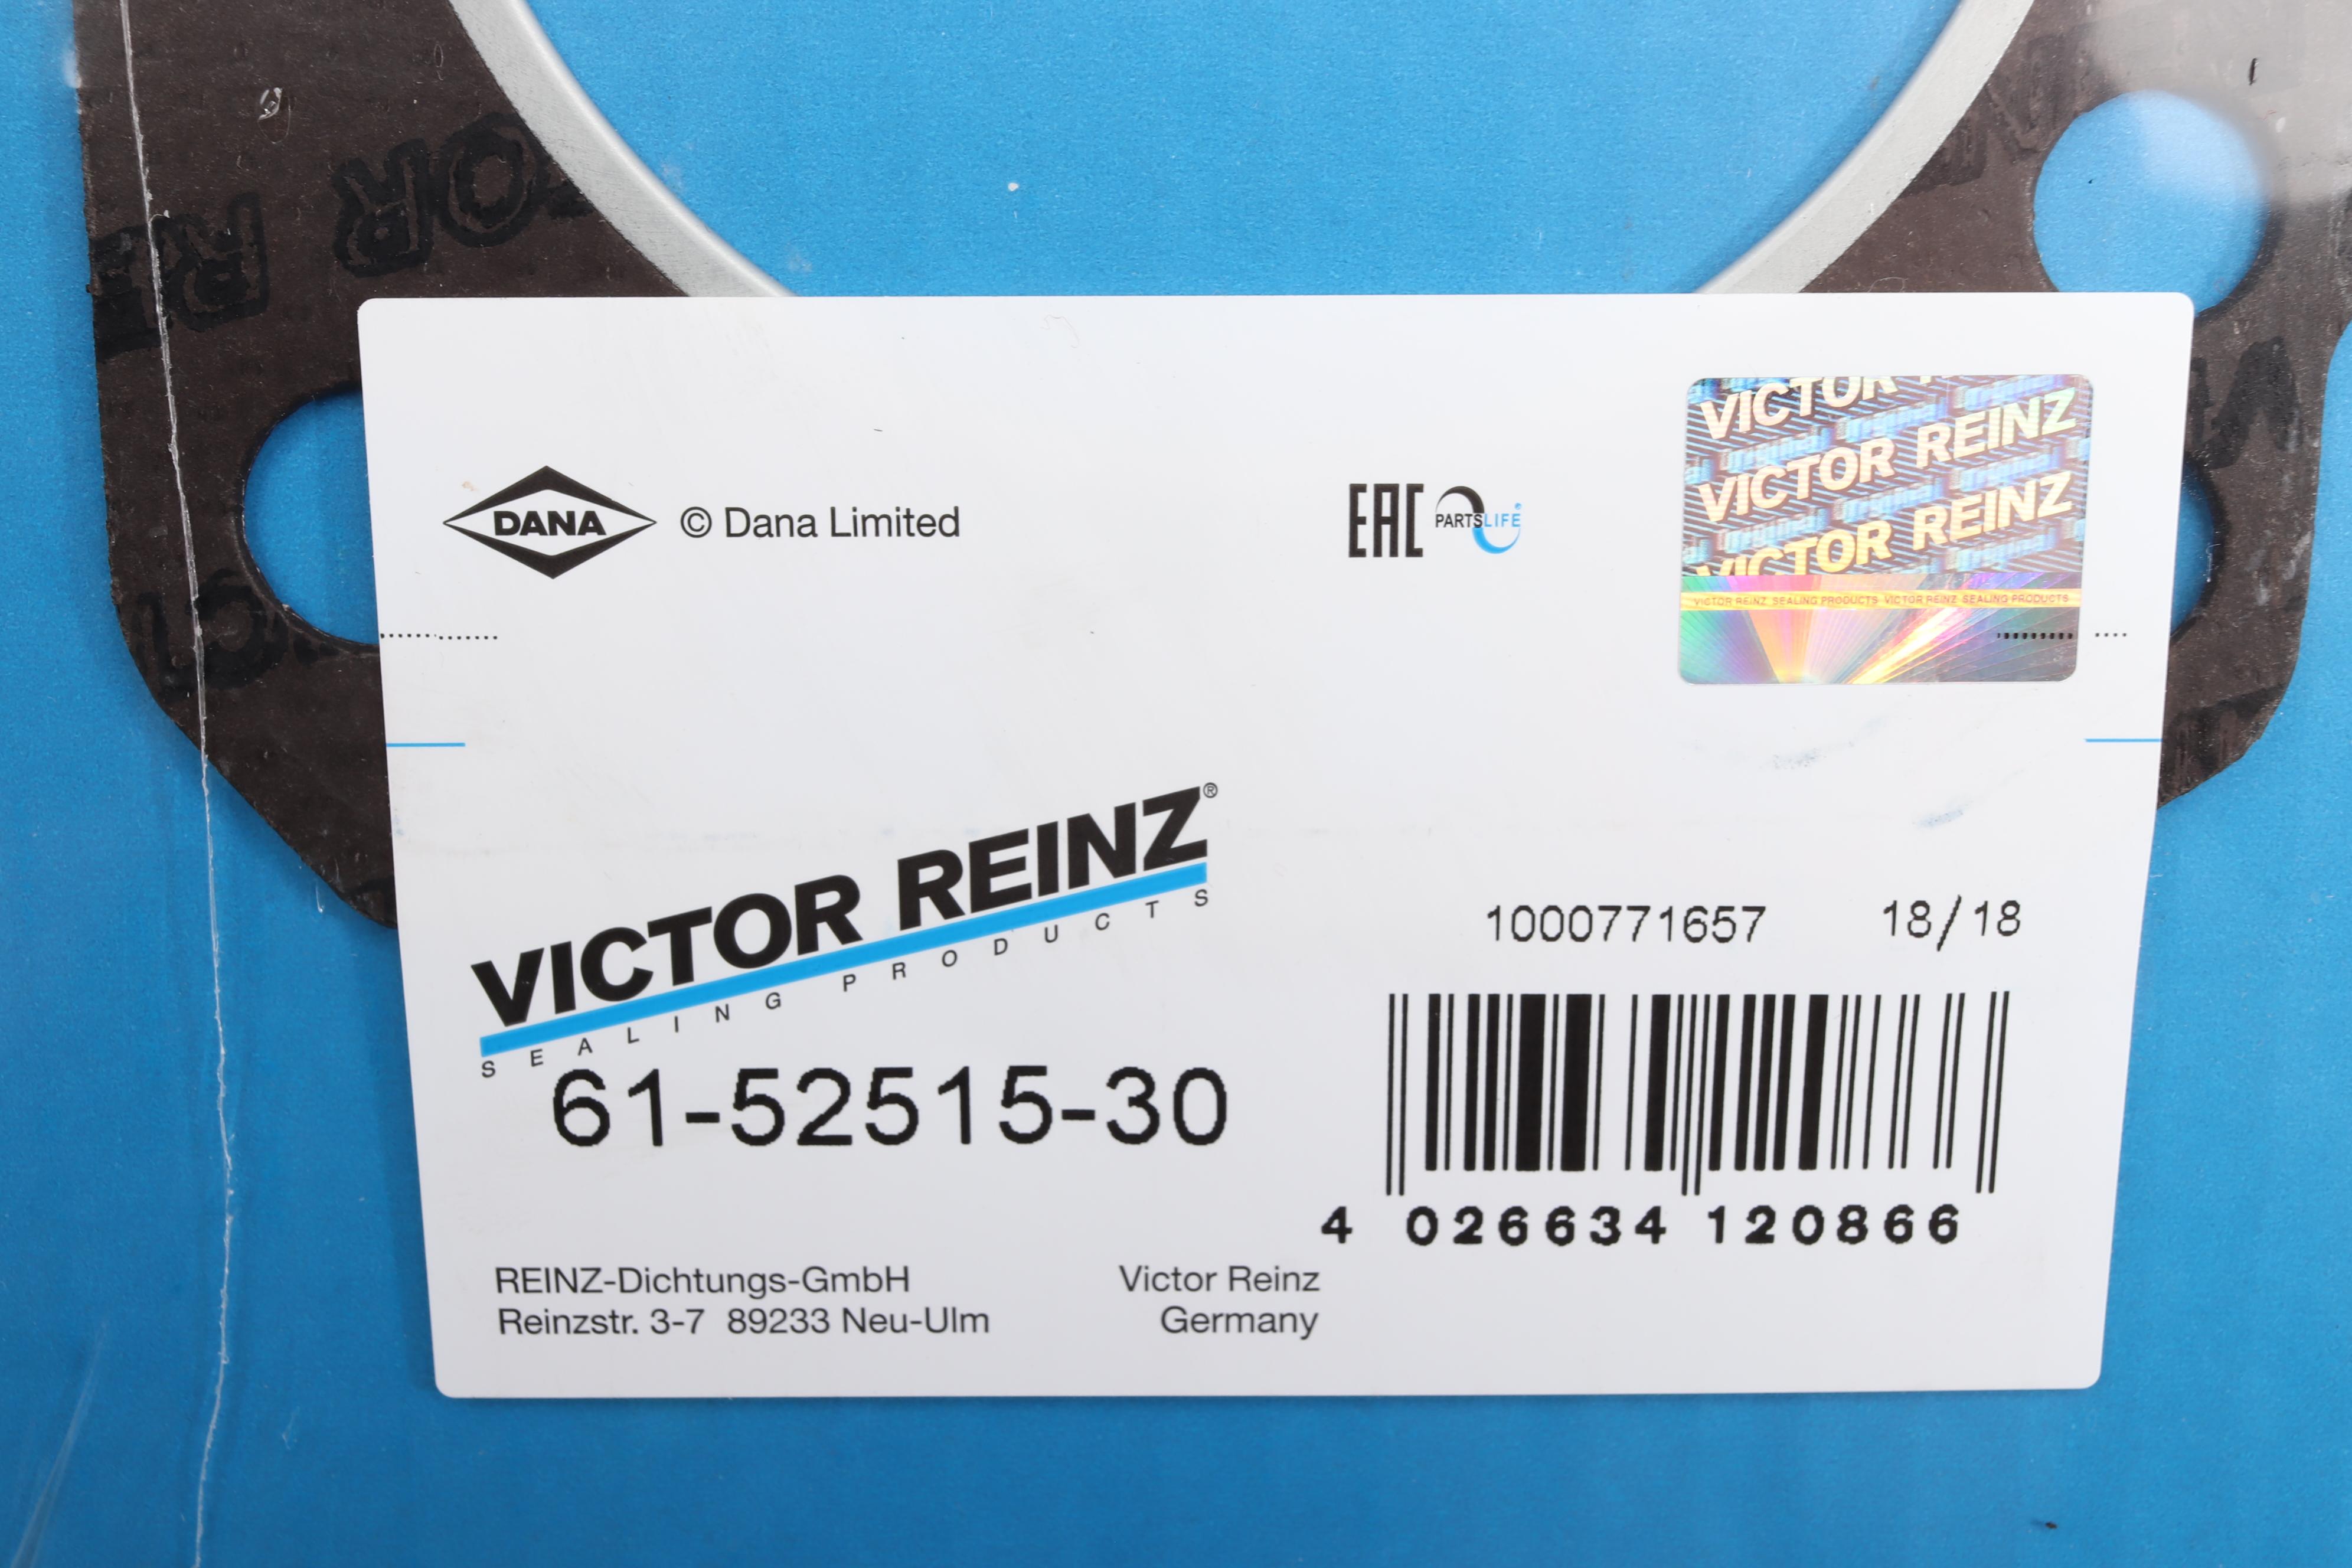 DANA
© Dana Limited
EAC
PARTSLIFE®
VICTOR
VICTOR REINZ
VICTOR REINZ
VICTOR
VICTOR REINZ SEALING PRODUCTS VICTOR REINZ SEALING PRODUCTS
VICTOR REINZ®
SEALING PRODUCTS
61-52515-30
1000771657 18/18
4 026634 120866
REINZ-Dichtungs-GmbH
Reinzstr. 3-7 89233 Neu-Ulm
Victor Reinz
Germany